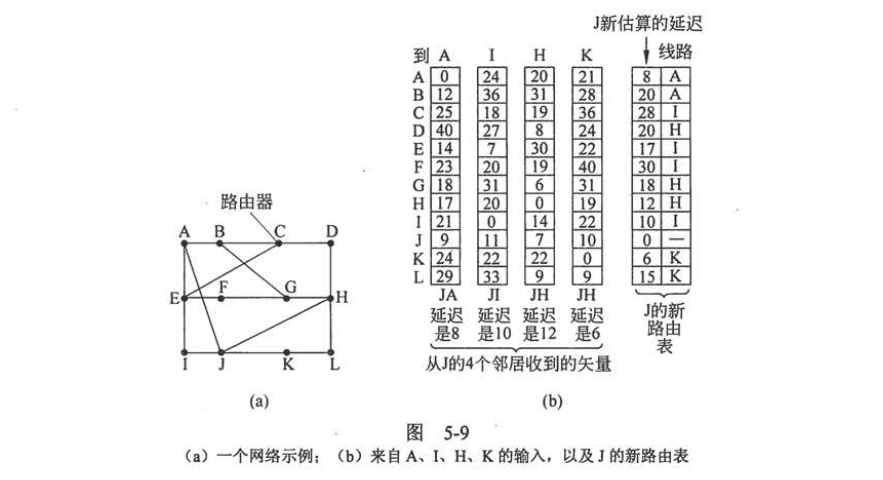 J新估算的延迟
到 A I H K 线路
A 0 24 20 21 8 A
B 12 36 31 28 20 A
C 25 18 19 36 28 I
D 40 27 8 24 20 H
E 14 7 30 22 17 I
F 23 20 19 40 30 I
G 18 31 6 31 18 H
H 17 20 0 19 12 H
I 21 0 14 22 10 I
J 9 11 7 10 0 —
K 24 22 22 0 6 K
L 29 33 9 9 15 K
JA JI JH JH
延迟 延迟 延迟 延迟
是8 是10 是12 是6
J的新
路由
表
从J的4个邻居收到的矢量
路由器
A B C D
E F G H
I J K L
(a) (b)
图 5-9
(a)一个网络示例;(b)来自 A、I、H、K 的输入,以及 J 的新路由表